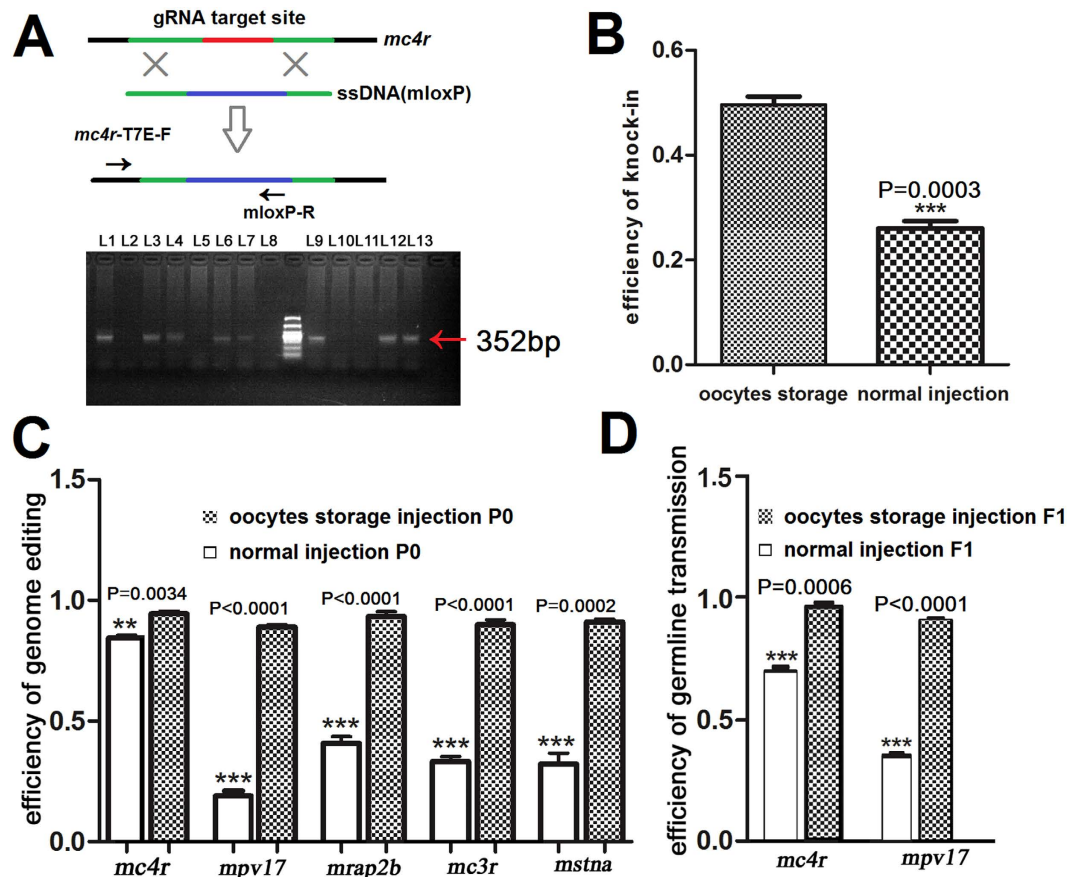 A
gRNA target site
mc4r
ssDNA(mloxP)
mc4r-T7E-F
mloxP-R
L1 L2 L3 L4 L5 L6 L7 L8 L9 L10 L11 L12 L13
352bp
B
efficiency of knock-in
0.6
0.4
0.2
0.0
P=0.0003
***
oocytes storage
normal injection
C
efficiency of genome editing
1.5
1.0
0.5
0.0
oocytes storage injection P0
normal injection P0
P=0.0034
P<0.0001
P<0.0001
P<0.0001
P=0.0002
**
***
***
***
***
mc4r
mpv17
mrap2b
mc3r
mstna
D
efficiency of germline transmission
1.5
1.0
0.5
0.0
oocytes storage injection F1
normal injection F1
P=0.0006
P<0.0001
***
***
mc4r
mpv17